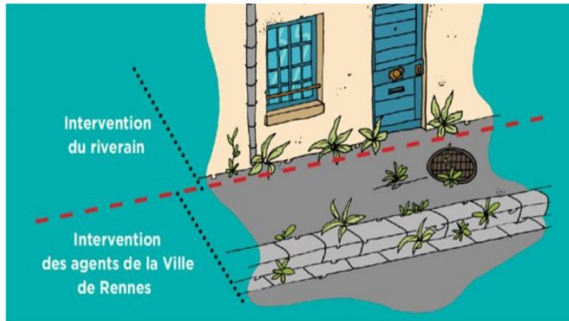 Intervention
du riverain
Intervention
des agents de la Ville
de Rennes